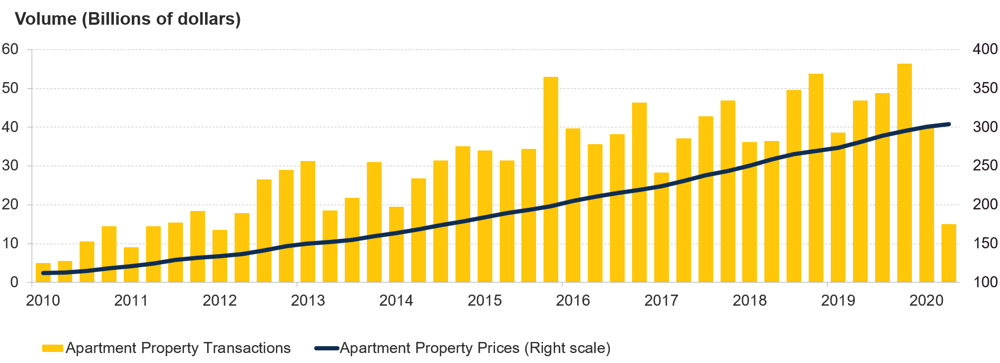 Volume (Billions of dollars)
60 400
50 350
40 300
30 250
20 200
10 150
0 100
2010 2011 2012 2013 2014 2015 2016 2017 2018 2019 2020
Apartment Property Transactions Apartment Property Prices (Right scale)